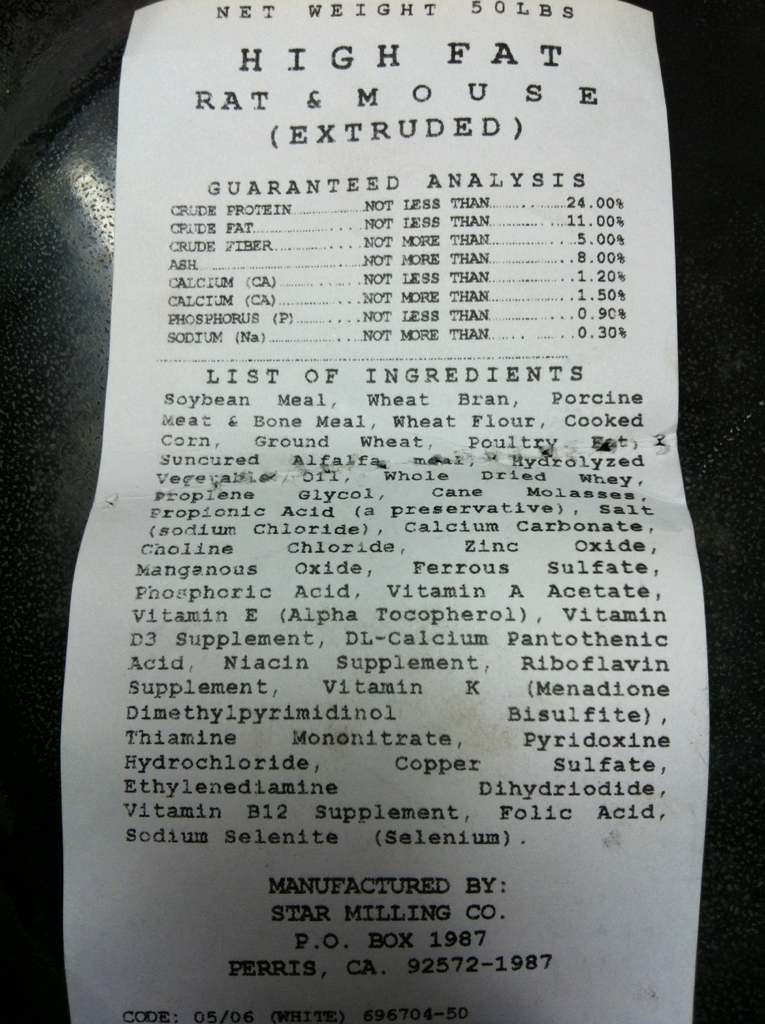 NET WEIGHT 50LBS
HIGH FAT
RAT & MOUSE
(EXTRUDED)
GUARANTEED ANALYSIS
CRUDE PROTEIN..............NOT LESS THAN..............24.00%
CRUDE FAT..............NOT LESS THAN..............11.00%
CRUDE FIBER..............NOT MORE THAN..............5.00%
ASH..............NOT MORE THAN..............8.00%
CALCIUM (CA)..............NOT LESS THAN..............1.20%
CALCIUM (CA)..............NOT MORE THAN..............1.50%
PHOSPHORUS (P)..............NOT LESS THAN..............0.90%
SODIUM (Na)..............NOT MORE THAN..............0.30%
LIST OF INGREDIENTS
Soybean Meal, Wheat Bran, Porcine
Meat & Bone Meal, Wheat Flour, Cooked
Corn, Ground Wheat, Poultry Fat,
Suncured Alfalfa meal, Hydrolyzed
Vegetable Oil, Whole Dried Whey,
Proplene Glycol, Cane Molasses,
Propionic Acid (a preservative), Salt
(sodium Chloride), Calcium Carbonate,
Choline Chloride, Zinc Oxide,
Manganous Oxide, Ferrous Sulfate,
Phosphoric Acid, Vitamin A Acetate,
Vitamin E (Alpha Tocopherol), Vitamin
D3 Supplement, DL-Calcium Pantothenic
Acid, Niacin Supplement, Riboflavin
Supplement, Vitamin K (Menadione
Dimethylpyrimidinol Bisulfite),
Thiamine Mononitrate, Pyridoxine
Hydrochloride, Copper Sulfate,
Ethylenediamine Dihydriodide,
Vitamin B12 Supplement, Folic Acid,
Sodium Selenite (Selenium).
MANUFACTURED BY:
STAR MILLING CO.
P.O. BOX 1987
PERRIS, CA. 92572-1987
CODE: 05/06 (WHITE) 696704-50